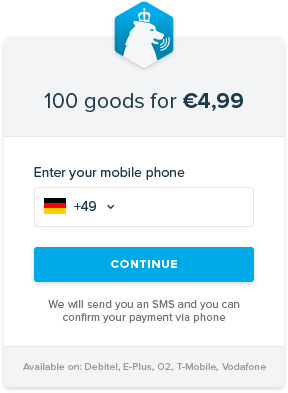 100 goods for €4,99
Enter your mobile phone
+49
CONTINUE
We will send you an SMS and you can
confirm your payment via phone
Available on: Debitel, E-Plus, O2, T-Mobile, Vodafone